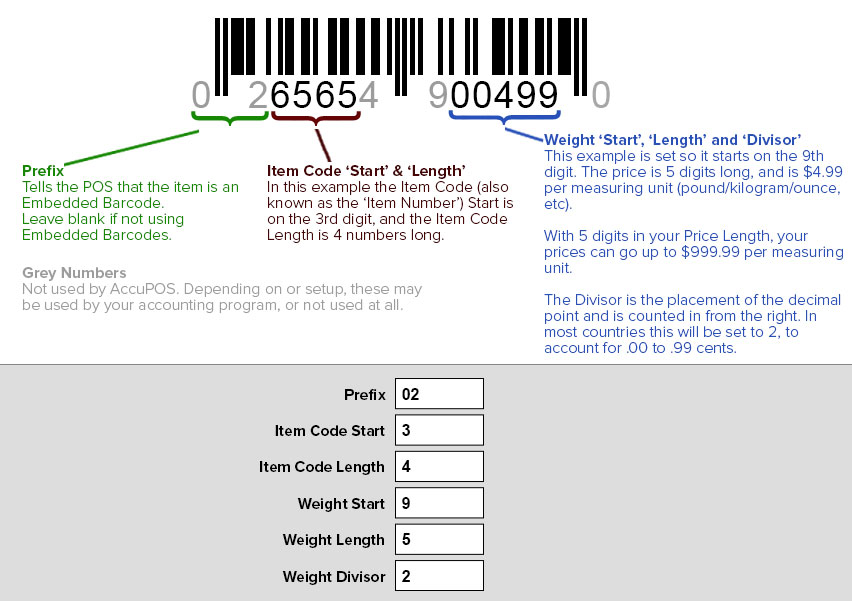 0 265654 900499 0
Prefix
Tells the POS that the item is an
Embedded Barcode.
Leave blank if not using
Embedded Barcodes.
Item Code ‘Start’ & ‘Length’
In this example the Item Code (also
known as the ‘Item Number’) Start is
on the 3rd digit, and the Item Code
Length is 4 numbers long.
Weight ‘Start’, ‘Length’ and ‘Divisor’
This example is set so it starts on the 9th
digit. The price is 5 digits long, and is $4.99
per measuring unit (pound/kilogram/ounce,
etc).
With 5 digits in your Price Length, your
prices can go up to $999.99 per measuring
unit.
The Divisor is the placement of the decimal
point and is counted in from the right. In
most countries this will be set to 2, to
account for .00 to .99 cents.
Grey Numbers
Not used by AccuPOS. Depending on or setup, these may
be used by your accounting program, or not used at all.
Prefix 02
Item Code Start 3
Item Code Length 4
Weight Start 9
Weight Length 5
Weight Divisor 2